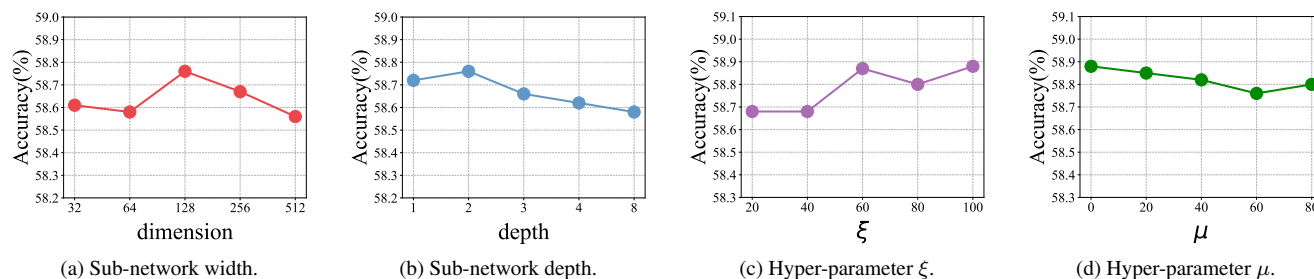 59.0
58.9
58.8
58.7
58.6
58.5
58.4
58.3
58.2
Accuracy(%)
32 64 128 256 512
dimension
(a) Sub-network width.
59.0
58.9
58.8
58.7
58.6
58.5
58.4
58.3
58.2
Accuracy(%)
1 2 3 4 8
depth
(b) Sub-network depth.
59.1
59.0
58.9
58.8
58.7
58.6
58.5
58.4
58.3
Accuracy(%)
20 40 60 80 100
ξ
(c) Hyper-parameter ξ.
59.1
59.0
58.9
58.8
58.7
58.6
58.5
58.4
58.3
Accuracy(%)
0 20 40 60 80
μ
(d) Hyper-parameter μ.